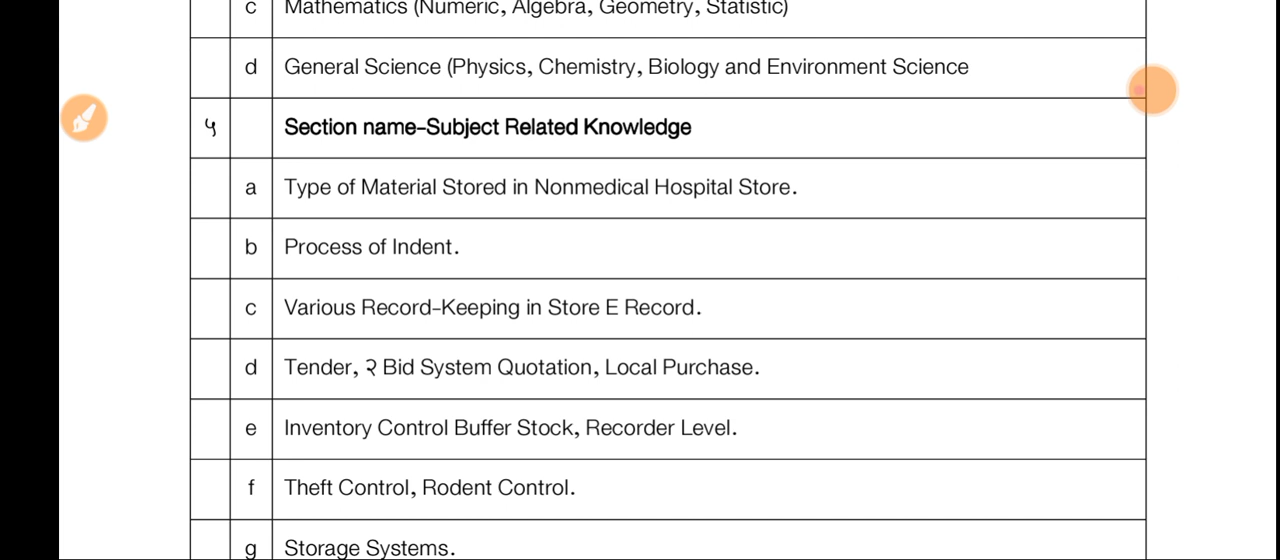 c Mathematics (Numeric, Algebra, Geometry, Statistic)
d General Science (Physics, Chemistry, Biology and Environment Science
५ Section name-Subject Related Knowledge
a Type of Material Stored in Nonmedical Hospital Store.
b Process of Indent.
c Various Record-Keeping in Store E Record.
d Tender, २ Bid System Quotation, Local Purchase.
e Inventory Control Buffer Stock, Recorder Level.
f Theft Control, Rodent Control.
g Storage Systems.